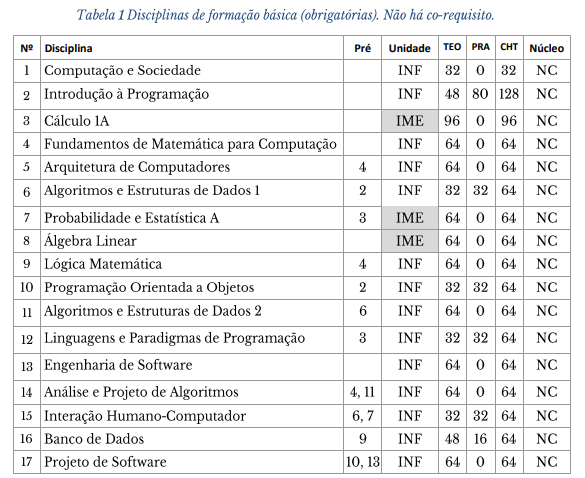 Tabela 1 Disciplinas de formação básica (obrigatórias). Não há co-requisito.
Nº Disciplina Pré Unidade TEO PRA CHT Núcleo
1 Computação e Sociedade INF 32 0 32 NC
2 Introdução à Programação INF 48 80 128 NC
3 Cálculo 1A IME 96 0 96 NC
4 Fundamentos de Matemática para Computação INF 64 0 64 NC
5 Arquitetura de Computadores 4 INF 64 0 64 NC
6 Algoritmos e Estruturas de Dados 1 2 INF 32 32 64 NC
7 Probabilidade e Estatística A 3 IME 64 0 64 NC
8 Álgebra Linear IME 64 0 64 NC
9 Lógica Matemática 4 INF 64 0 64 NC
10 Programação Orientada a Objetos 2 INF 32 32 64 NC
11 Algoritmos e Estruturas de Dados 2 6 INF 64 0 64 NC
12 Linguagens e Paradigmas de Programação 3 INF 32 32 64 NC
13 Engenharia de Software INF 64 0 64 NC
14 Análise e Projeto de Algoritmos 4, 11 INF 64 0 64 NC
15 Interação Humano-Computador 6, 7 INF 32 32 64 NC
16 Banco de Dados 9 INF 48 16 64 NC
17 Projeto de Software 10, 13 INF 64 0 64 NC